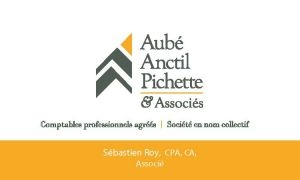 Aubé
Anctil
Pichette
& Associés
Comptables professionnels agréés | Société en nom collectif
Sébastien Roy, CPA, CA,
Associé